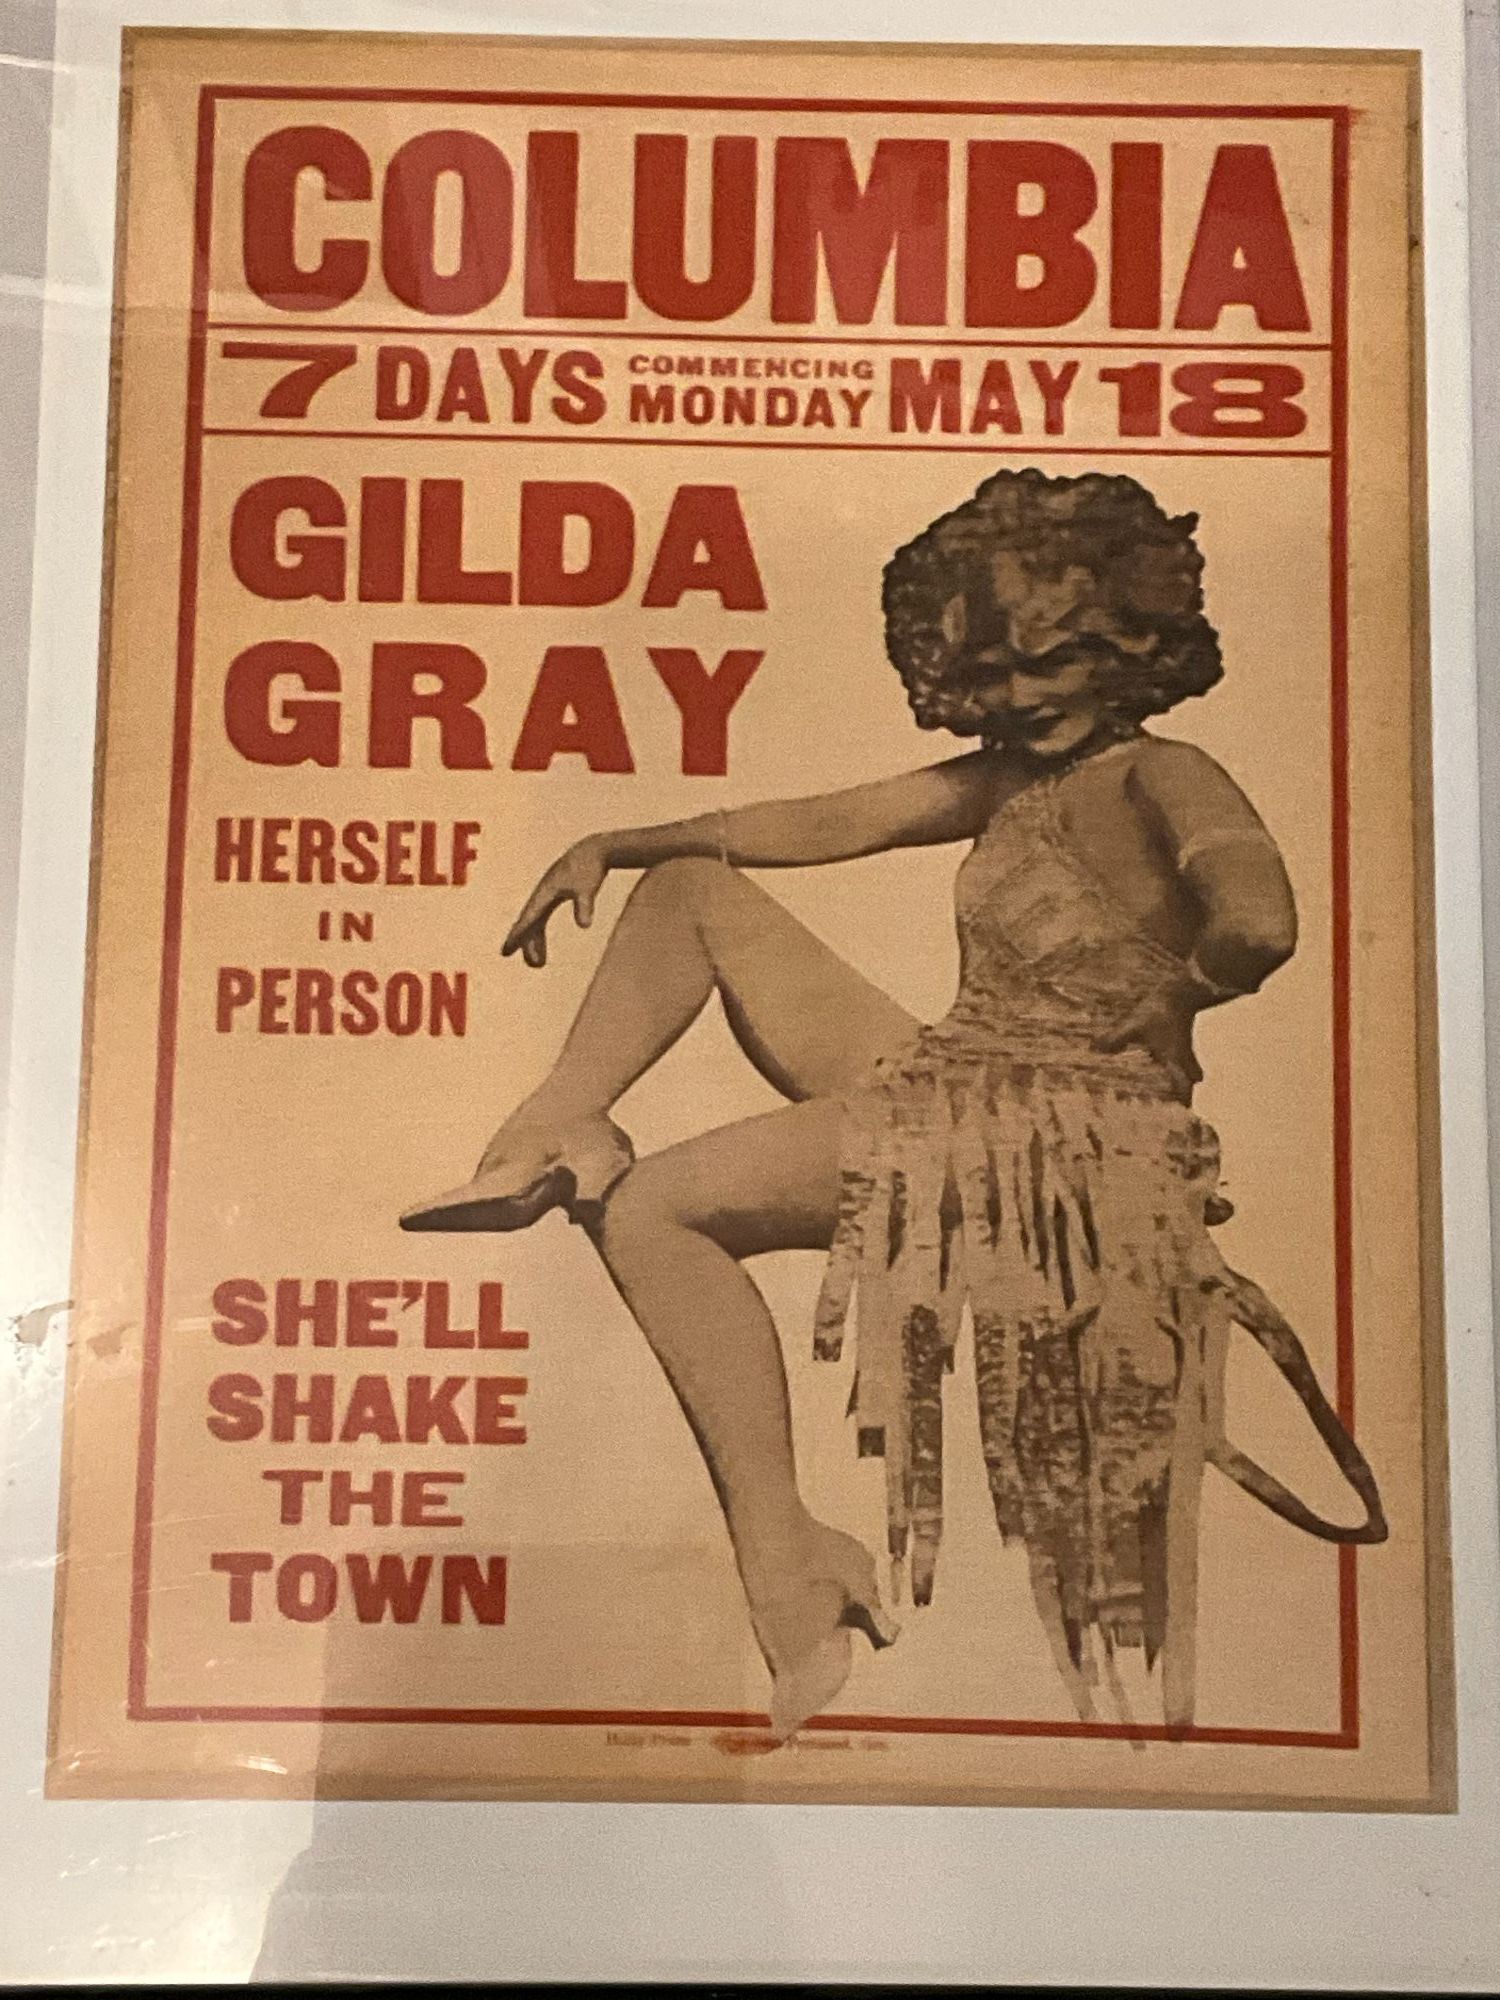 COLUMBIA
7 DAYS COMMENCING MONDAY MAY 18
GILDA
GRAY
HERSELF
IN
PERSON
SHE'LL
SHAKE
THE
TOWN